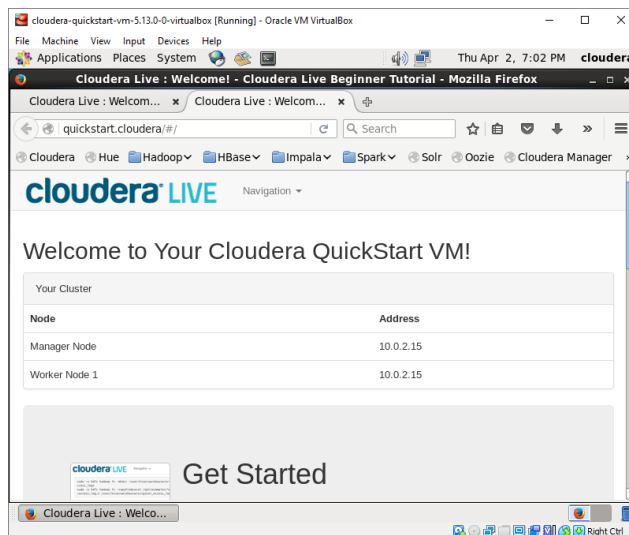 cloudera-quickstart-vm-5.13.0-0-virtualbox [Running] - Oracle VM VirtualBox
File Machine View Input Devices Help
Applications Places System Thu Apr 2, 7:02 PM cloudera
Cloudera Live : Welcome! - Cloudera Live Beginner Tutorial - Mozilla Firefox
Cloudera Live : Welcom... Cloudera Live : Welcom...
quickstart.cloudera/#/ Search
Cloudera Hue Hadoop HBase Impala Spark Solr Oozie Cloudera Manager
cloudera LIVE Navigation
Welcome to Your Cloudera QuickStart VM!
Your Cluster
Node Address
Manager Node 10.0.2.15
Worker Node 1 10.0.2.15
cloudera LIVE
Get Started
Cloudera Live : Welco...
Right Ctrl